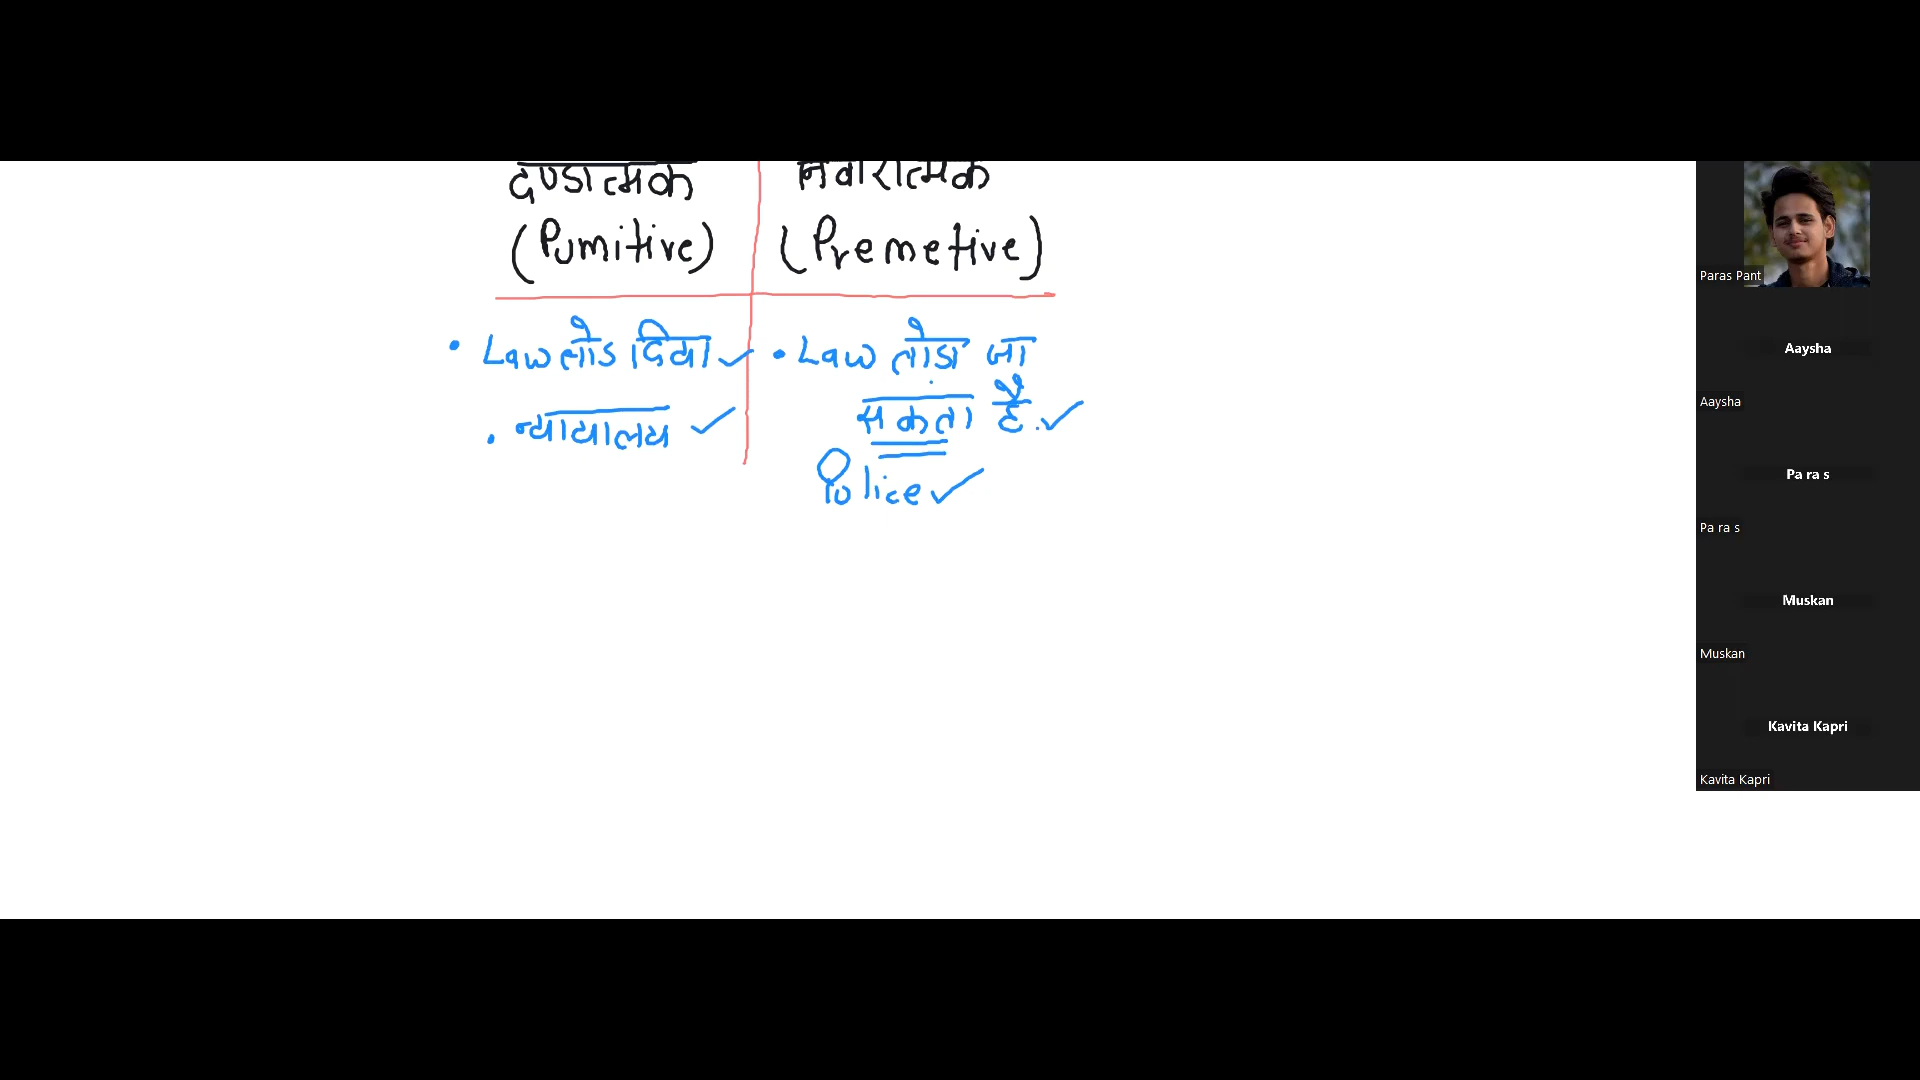 दण्डात्मक
निवारात्मक
(Punitive)
(Premetive)
• Law तोड दिया ✓
• Law तोडा जा
सकता है. ✓
• न्यायालय ✓
Police ✓
Paras Pant
Aaysha
Aaysha
Pa ra s
Pa ra s
Muskan
Muskan
Kavita Kapri
Kavita Kapri